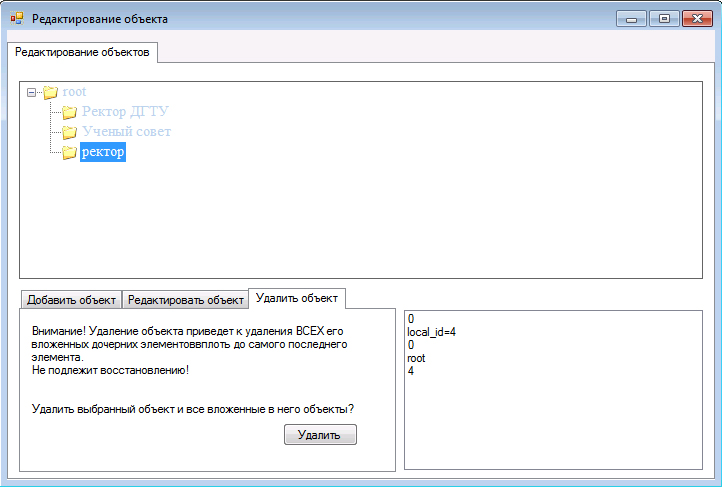 Редактирование объекта
Редактирование объектов
root
Ректор ДГТУ
Ученый совет
ректор
Добавить объект
Редактировать объект
Удалить объект
Внимание! Удаление объекта приведет к удаления ВСЕХ его
вложенных дочерних элементоввплоть до самого последнего
элемента.
Не подлежит восстановлению!
Удалить выбранный объект и все вложенные в него объекты?
Удалить
0
local_id=4
0
root
4